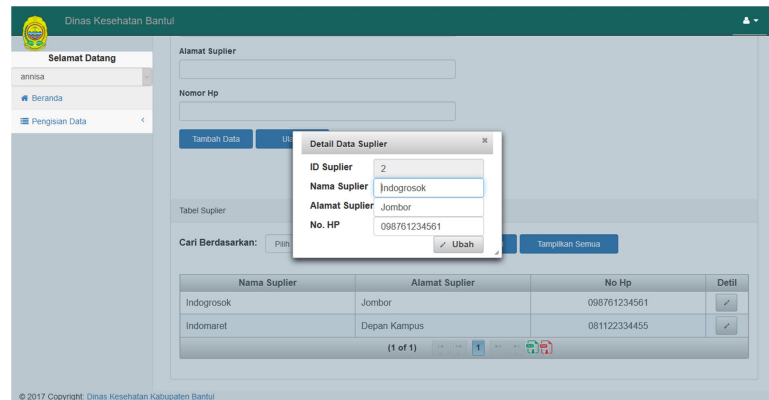 Dinas Kesehatan Bantul
Selamat Datang
annisa
Beranda
Pengisian Data
Alamat Suplier
Nomor Hp
Tambah Data
Detail Data Suplier
ID Suplier 2
Nama Suplier Indogrosok
Alamat Suplier Jombor
No. HP 098761234561
Ubah
Tabel Suplier
Cari Berdasarkan: Pilih
Tampilkan Semua
Nama Suplier Alamat Suplier No Hp Detil
Indogrosok Jombor 098761234561
Indomaret Depan Kampus 081122334455
(1 of 1) 1
© 2017 Copyright: Dinas Kesehatan Kabupaten Bantul